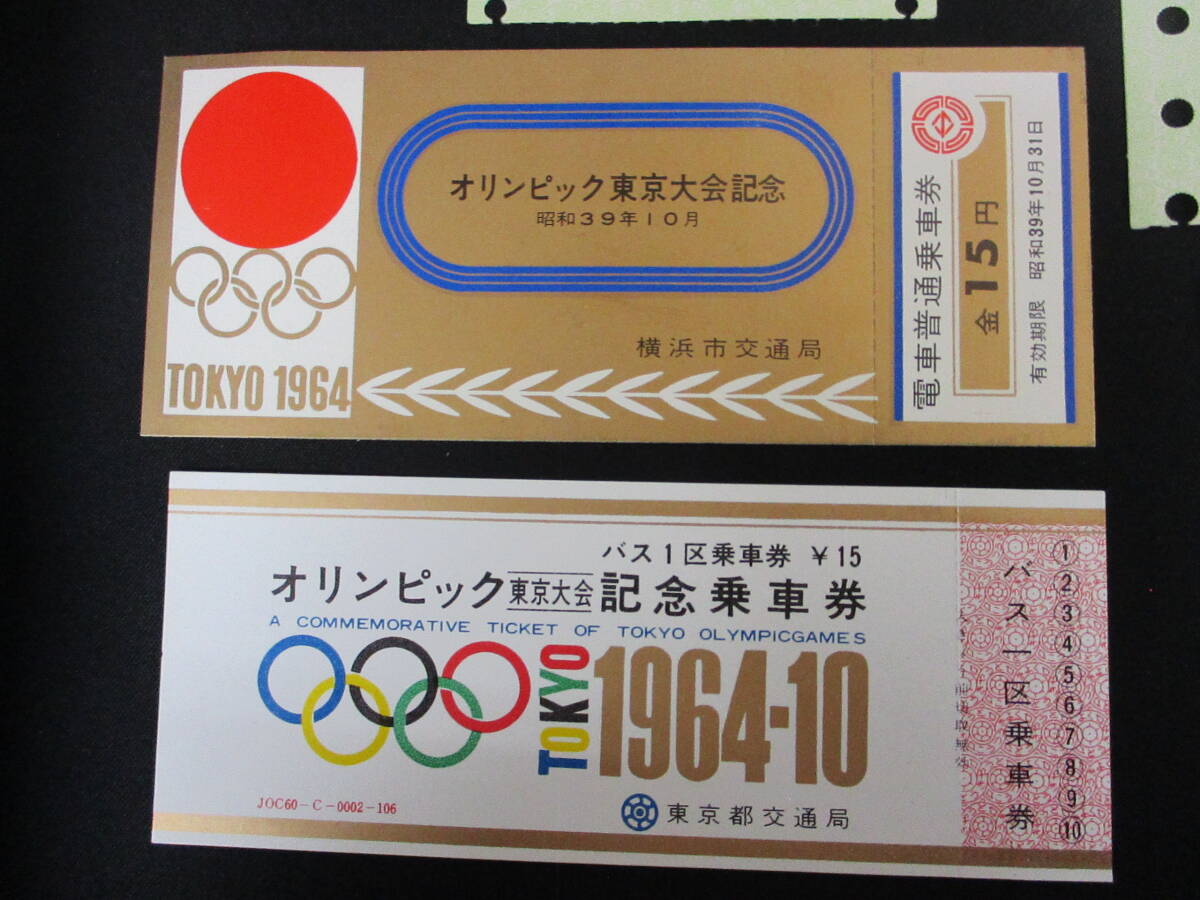 TOKYO 1964
オリンピック東京大会記念
昭和39年10月
横浜市交通局
電車普通乗車券
金15円
有効期限 昭和39年10月31日
バス1区乗車券 ¥15
オリンピック東京大会記念乗車券
A COMMEMORATIVE TICKET OF TOKYO OLYMPICGAMES
TOKYO
1964-10
JOC60-C-0002-106
東京都交通局
バス一区乗車券
①
②
③
④
⑤
⑥
⑦
⑧
⑨
⑩